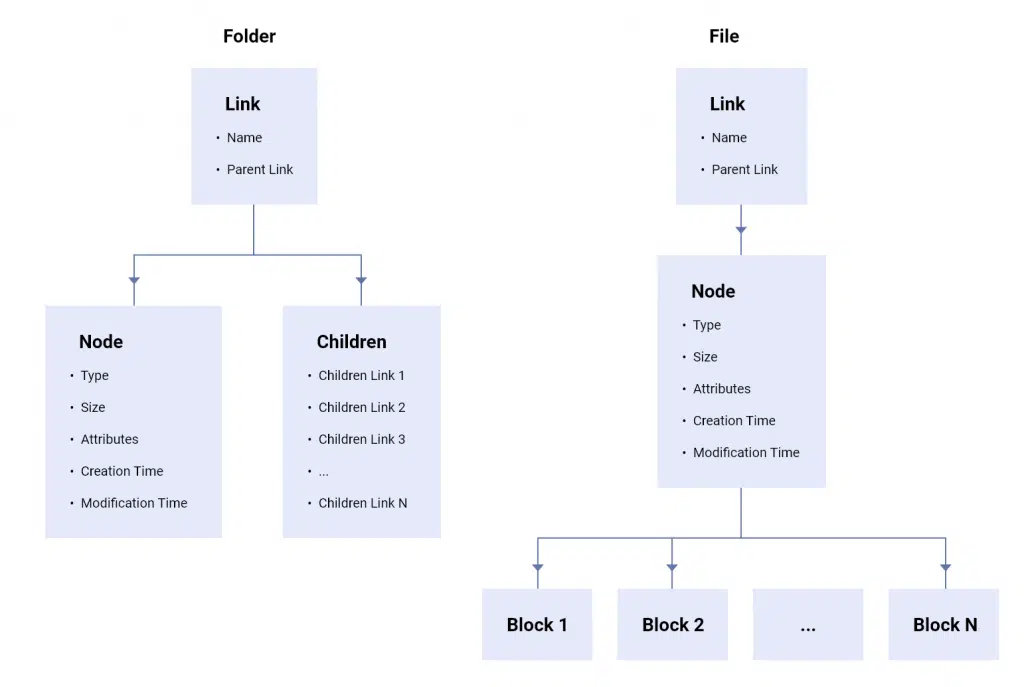 Folder
Link
• Name
• Parent Link
Node
• Type
• Size
• Attributes
• Creation Time
• Modification Time
Children
• Children Link 1
• Children Link 2
• Children Link 3
• ...
• Children Link N
File
Link
• Name
• Parent Link
Node
• Type
• Size
• Attributes
• Creation Time
• Modification Time
Block 1
Block 2
...
Block N